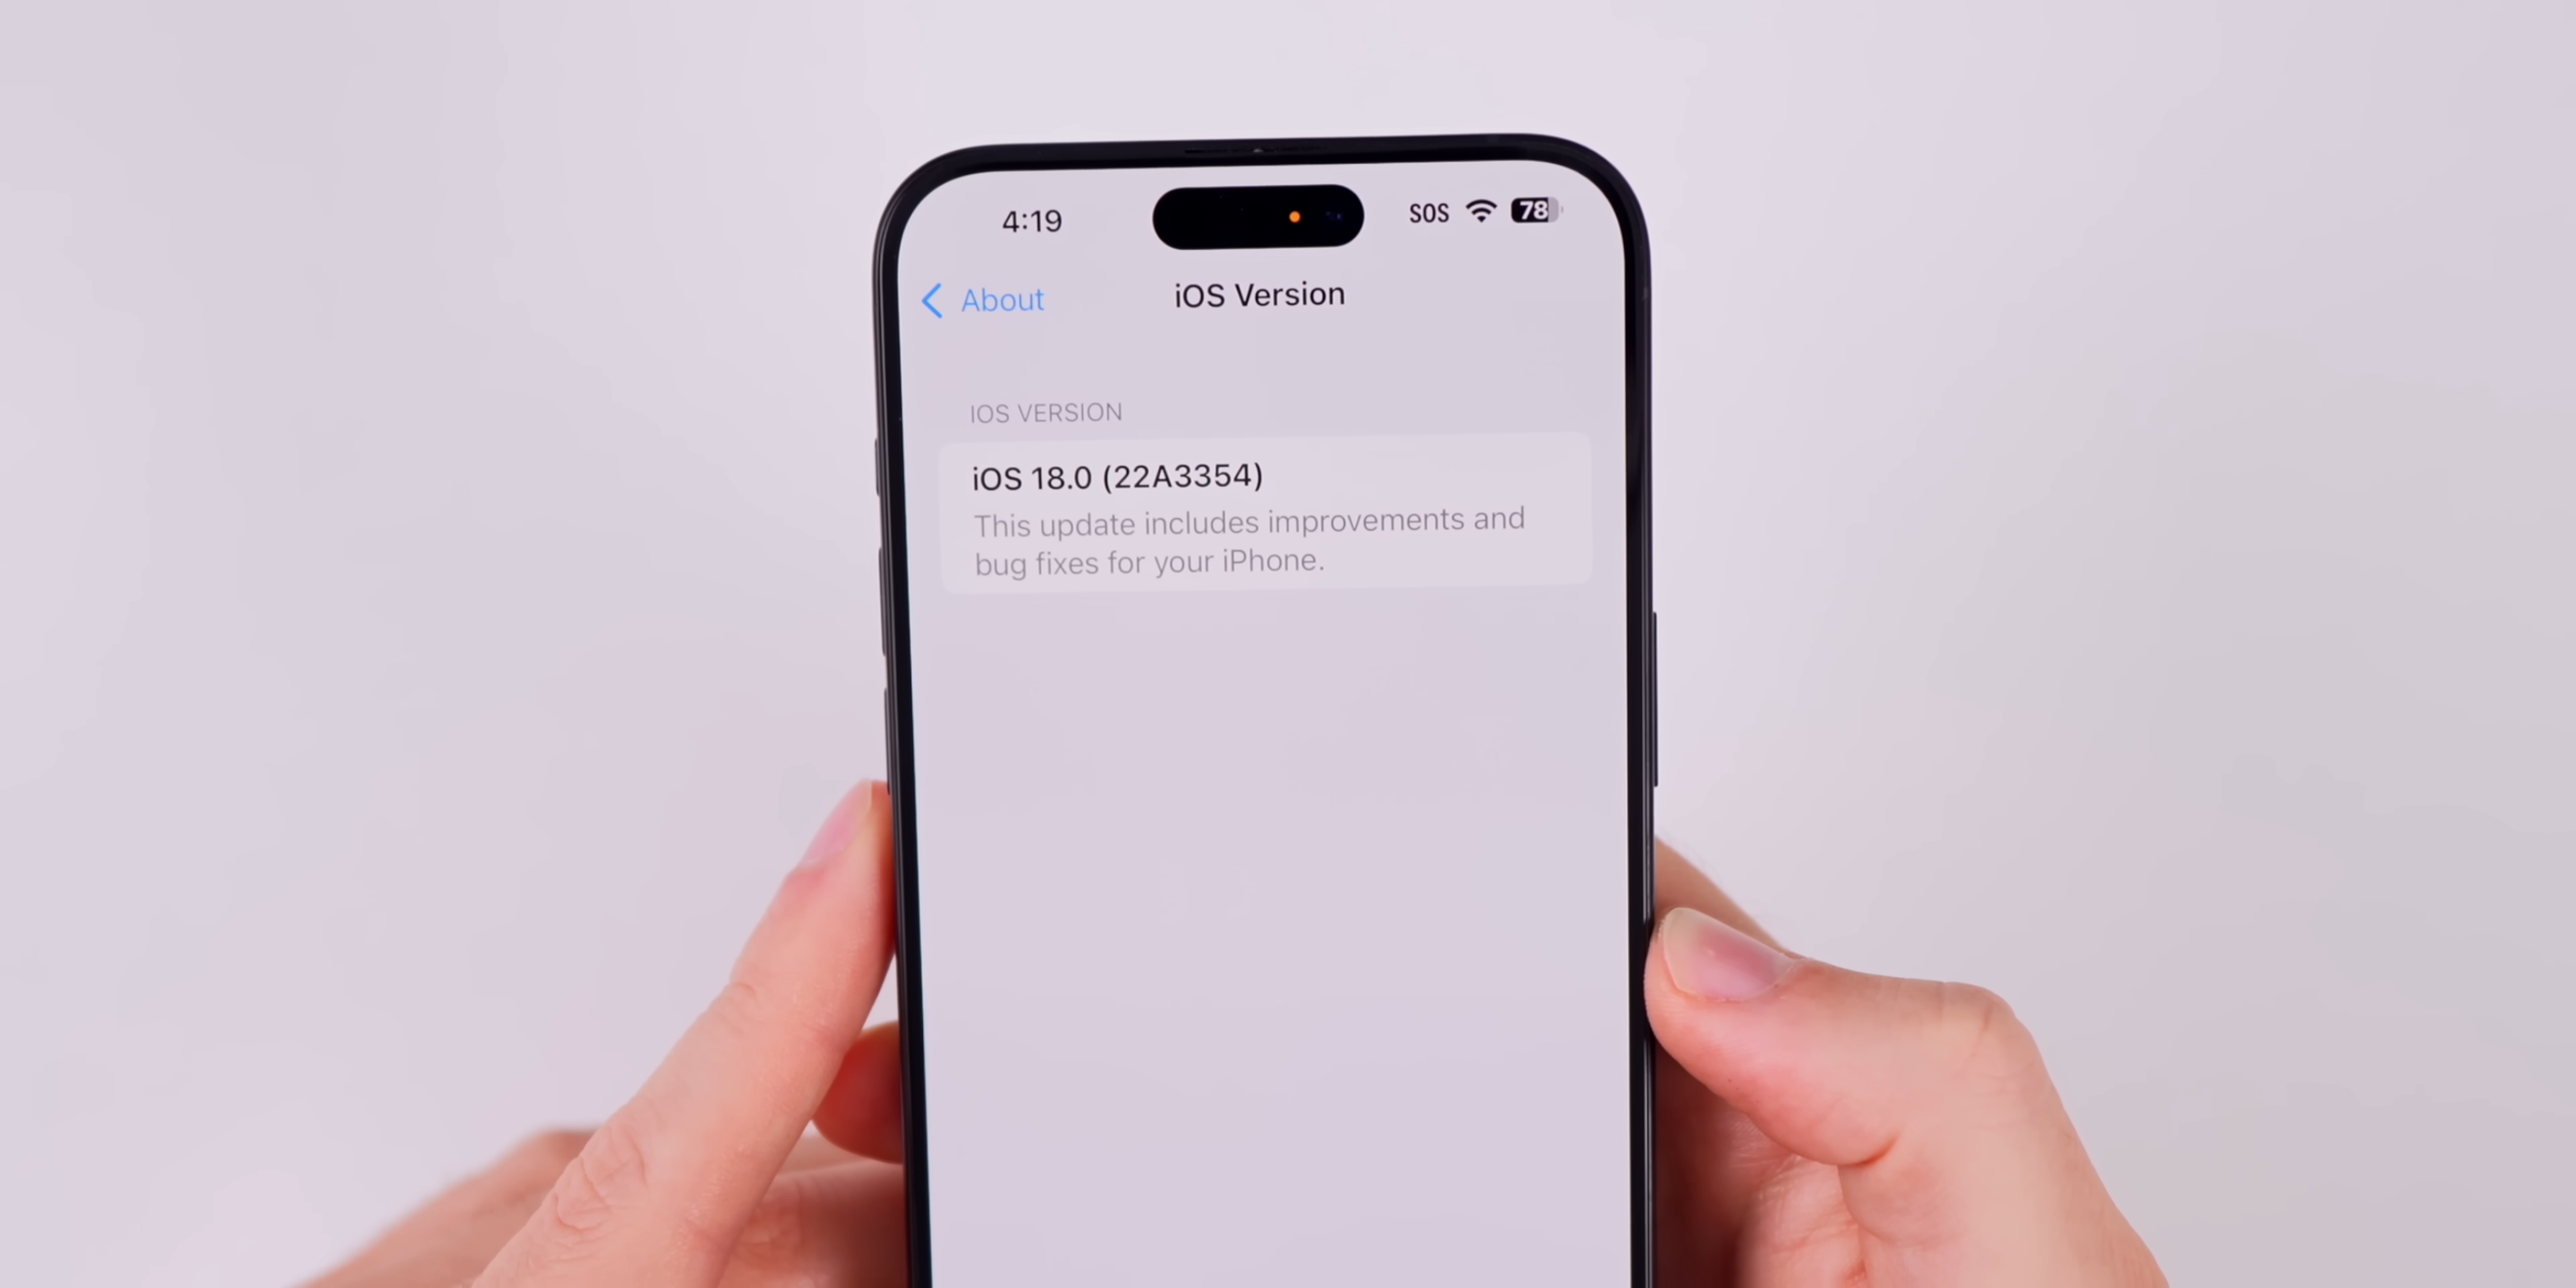 4:19 SOS 78
About iOS Version
IOS VERSION
iOS 18.0 (22A3354)
This update includes improvements and
bug fixes for your iPhone.